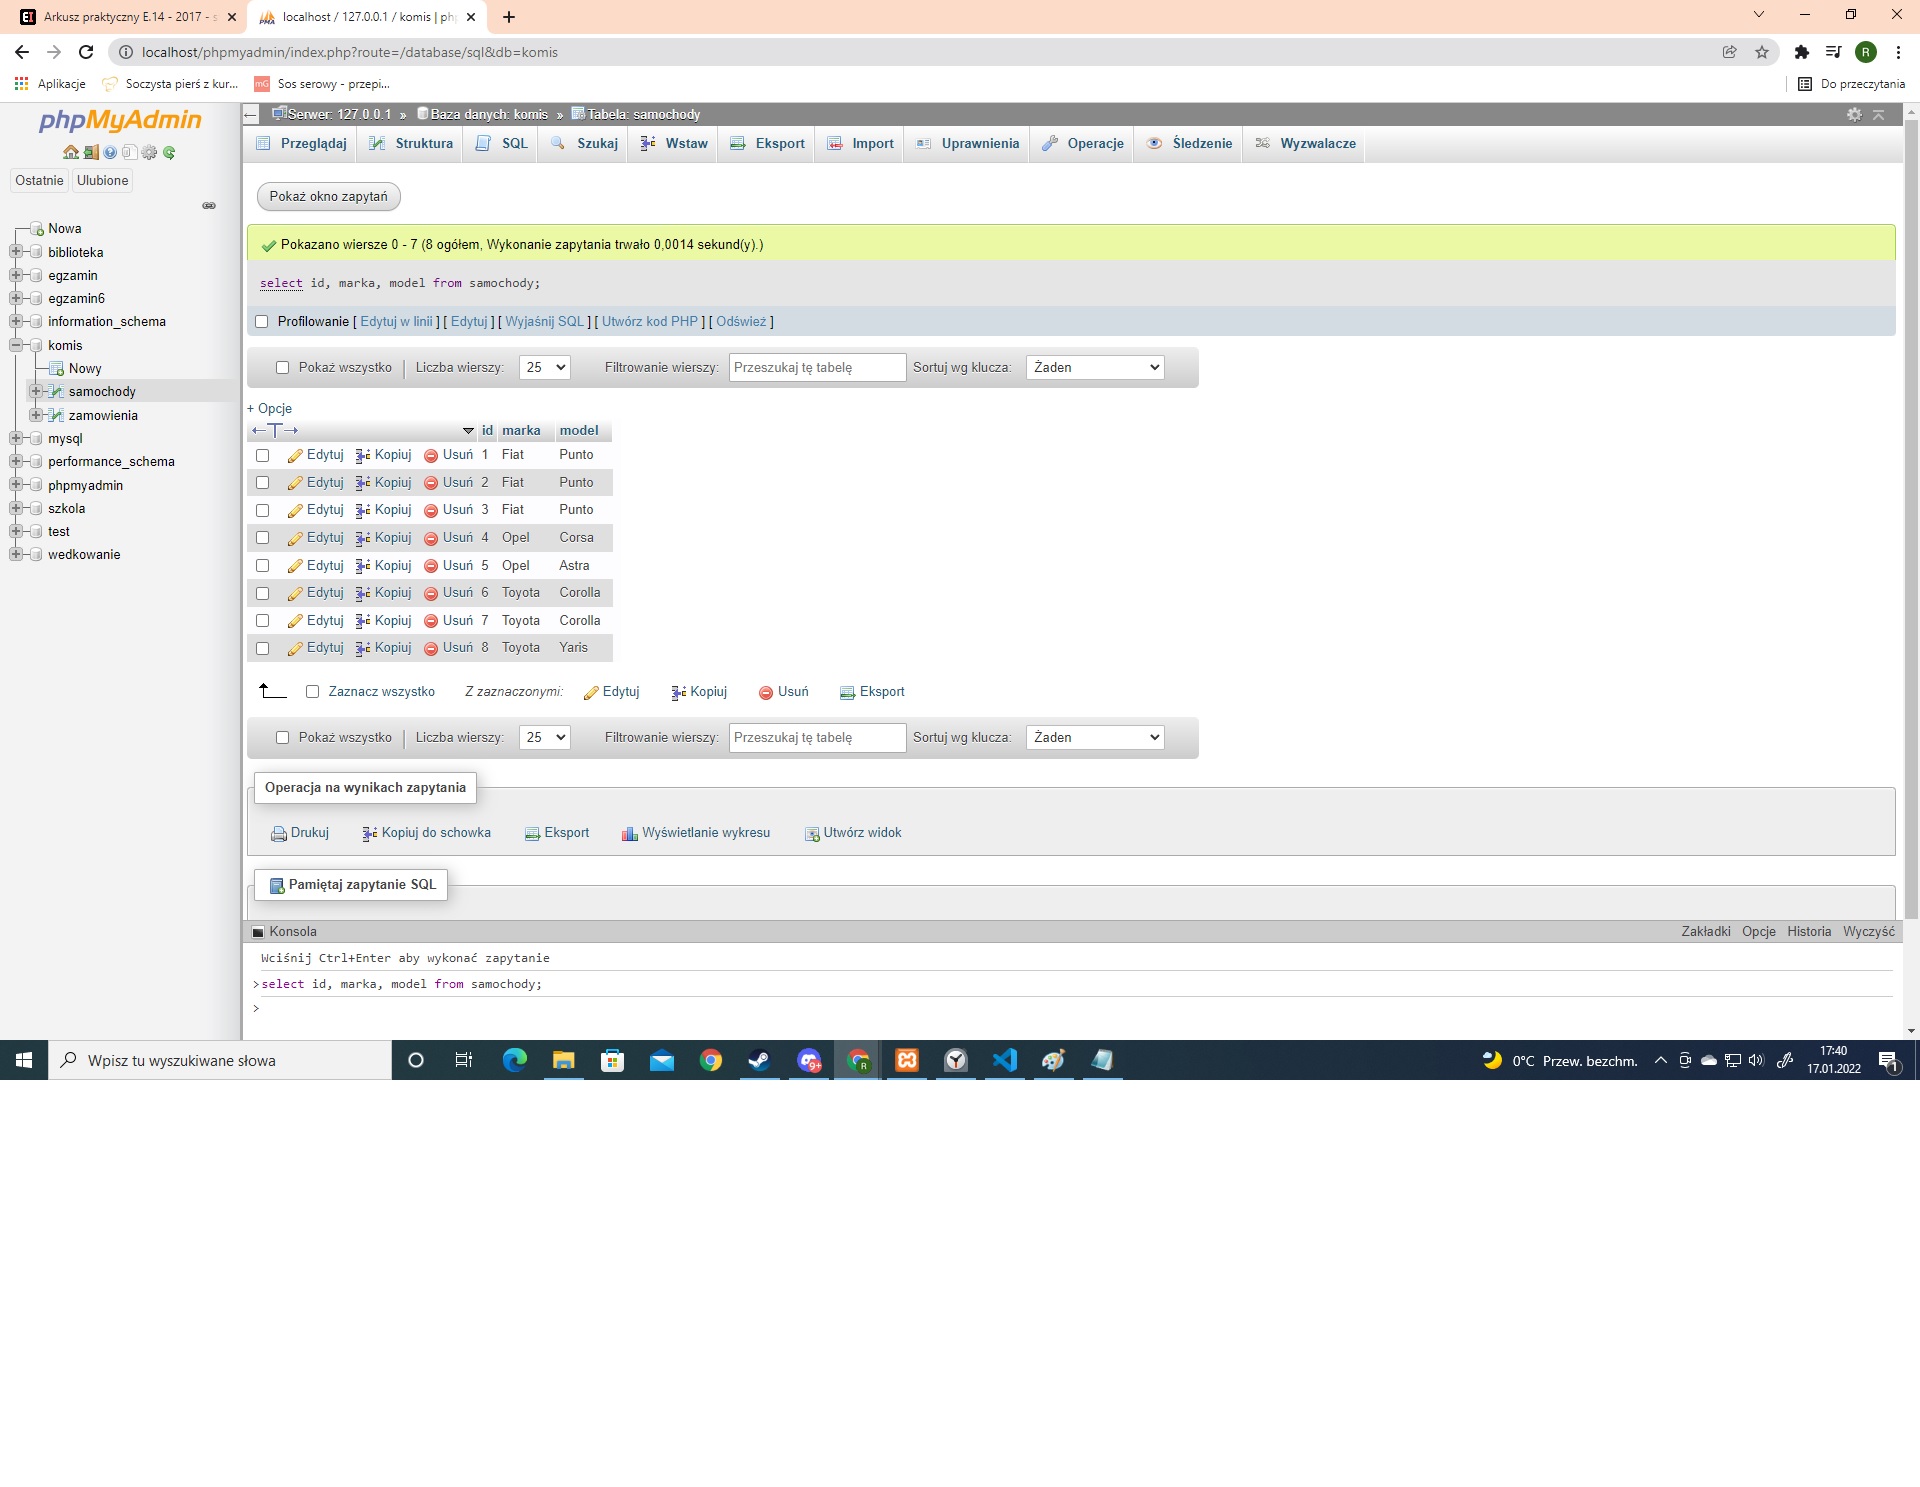 Arkusz praktyczny E.14 - 2017 - s
localhost / 127.0.0.1 / komis | php
localhost/phpmyadmin/index.php?route=/database/sql&db=komis
R
Aplikacje
Soczysta pierś z kur...
mG
Sos serowy - przepi...
Do przeczytania
phpMyAdmin
Ostatnie
Ulubione
Nowa
biblioteka
egzamin
egzamin6
information_schema
komis
Nowy
samochody
zamowienia
mysql
performance_schema
phpmyadmin
szkola
test
wedkowanie
Serwer: 127.0.0.1 » Baza danych: komis » Tabela: samochody
Przeglądaj Struktura SQL Szukaj Wstaw Eksport Import Uprawnienia Operacje Śledzenie Wyzwalacze
Pokaż okno zapytań
Pokazano wiersze 0 - 7 (8 ogółem, Wykonanie zapytania trwało 0,0014 sekund(y).)
select id, marka, model from samochody;
Profilowanie [ Edytuj w linii ] [ Edytuj ] [ Wyjaśnij SQL ] [ Utwórz kod PHP ] [ Odśwież ]
Pokaż wszystko | Liczba wierszy: 25 Filtrowanie wierszy: Przeszukaj tę tabelę Sortuj wg klucza: Żaden
+ Opcje
←T→ id marka model
Edytuj Kopiuj Usuń 1 Fiat Punto
Edytuj Kopiuj Usuń 2 Fiat Punto
Edytuj Kopiuj Usuń 3 Fiat Punto
Edytuj Kopiuj Usuń 4 Opel Corsa
Edytuj Kopiuj Usuń 5 Opel Astra
Edytuj Kopiuj Usuń 6 Toyota Corolla
Edytuj Kopiuj Usuń 7 Toyota Corolla
Edytuj Kopiuj Usuń 8 Toyota Yaris
Zaznacz wszystko Z zaznaczonymi: Edytuj Kopiuj Usuń Eksport
Pokaż wszystko | Liczba wierszy: 25 Filtrowanie wierszy: Przeszukaj tę tabelę Sortuj wg klucza: Żaden
Operacja na wynikach zapytania
Drukuj Kopiuj do schowka Eksport Wyświetlanie wykresu Utwórz widok
Pamiętaj zapytanie SQL
Konsola
Zakładki Opcje Historia Wyczyść
Wciśnij Ctrl+Enter aby wykonać zapytanie
>select id, marka, model from samochody;
>
Wpisz tu wyszukiwane słowa
9+
R
0°C Przew. bezchm.
17:40
17.01.2022
1